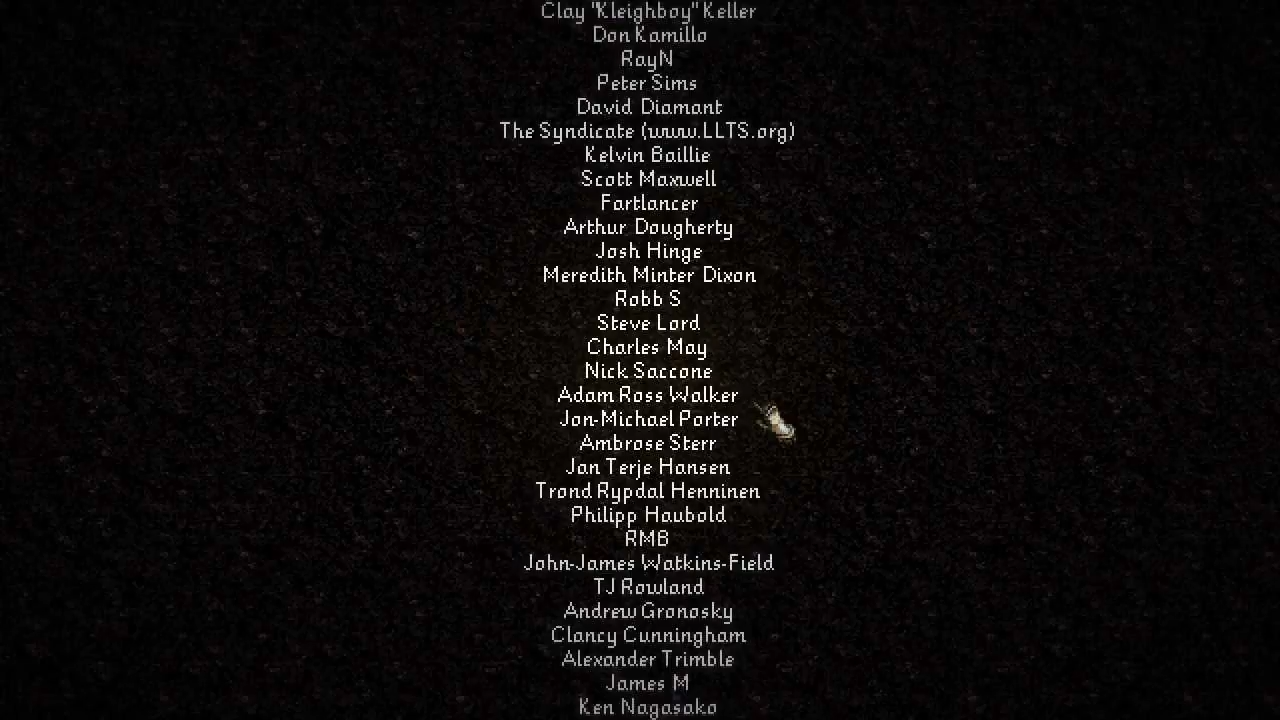 Clay "Kleighboy" Keller
Don Kamillo
RayN
Peter Sims
David Diamant
The Syndicate (www.LLTS.org)
Kelvin Baillie
Scott Maxwell
Fartlancer
Arthur Dougherty
Josh Hinge
Meredith Minter Dixon
Robb S
Steve Lord
Charles May
Nick Saccone
Adam Ross Walker
Jon-Michael Porter
Ambrose Sterr
Jan Terje Hansen
Trond Rypdal Henninen
Philipp Haubold
RMB
John-James Watkins-Field
TJ Rowland
Andrew Gronosky
Clancy Cunningham
Alexander Trimble
James M
Ken Nagasako